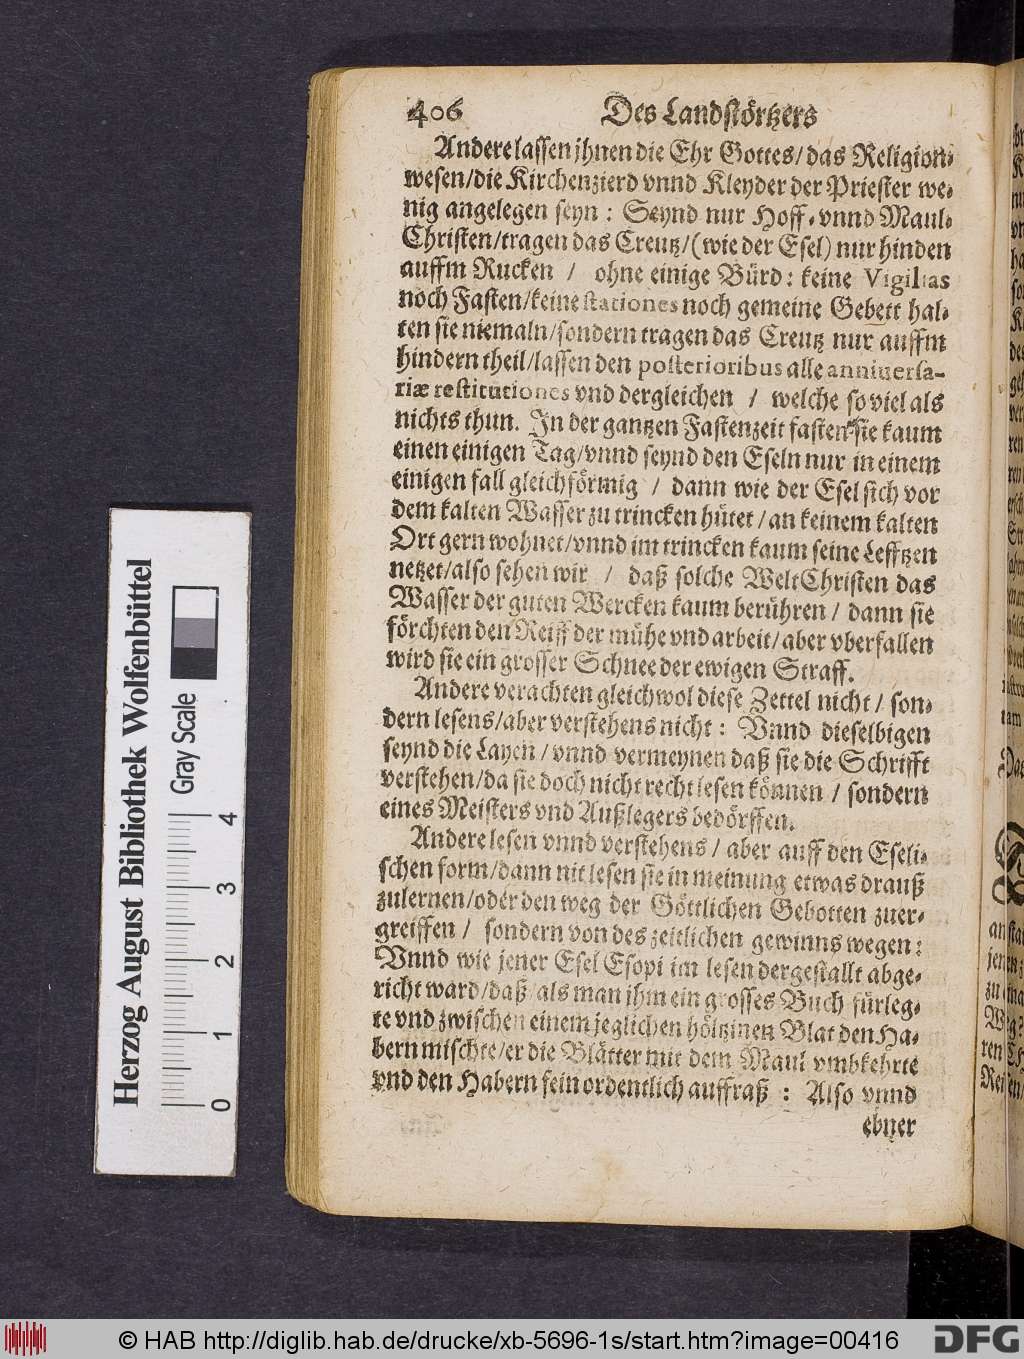 406 Des Landstörtzers
Andere lassen jhnen die Ehr Gottes/ das Religion-
wesen/ die Kirchenzierd vnnd Kleyder der Priester we-
nig angelegen seyn: Seynd nur Hoff- vnnd Maul-
Christen/ tragen das Creutz/ (wie der Esel) nur hinden
auffm Rucken / ohne einige Bürd: keine Vigilias
noch Fasten/ keine stationes noch gemeine Gebett hal-
ten sie niemaln/ sondern tragen das Creutz nur auffm
hindern theil/ lassen den posterioribus alle anniuersa-
riæ restitutiones vnd dergleichen / welche so viel als
nichts thun. In der gantzen Fastenzeit fasten sie kaum
einen einigen Tag/ vnnd seynd den Eseln nur in einem
einigen fall gleichförmig / dann wie der Esel sich vor
dem kalten Wasser zu trincken hütet / an keinem kalten
Ort gern wohnet/ vnnd im trincken kaum seine Lefftzen
netzet/ also sehen wir / daß solche WeltChristen das
Wasser der guten Wercken kaum berühren / dann sie
förchten den Reiff der mühe vnd arbeit/ aber vberfallen
wird sie ein grosser Schnee der ewigen Straff.
Andere verachten gleichwol diese Zettel nicht / son-
dern lesens/ aber verstehens nicht: Vnnd dieselbigen
seynd die Layen / vnnd vermeynen daß sie die Schrifft
verstehen/ da sie doch nicht recht lesen können / sondern
eines Meisters vnd Außlegers bedörffen.
Andere lesen vnnd verstehens / aber auff den Eseli-
schen form/ dann nit lesen sie in meinung etwas drauß
zulernen/ oder den weg der Göttlichen Gebotten zuer-
greiffen / sondern von des zeitlichen gewinns wegen:
Vnnd wie jener Esel Esopi im lesen dergestallt abge-
richt ward/ daß/ als man jhm ein grosses Buch fürleg-
te vnd zwischen einem jeglichen höltzinen Blat den Ha-
bern mischte/ er die Blätter mit dem Maul vmbkehrte
vnd den Habern fein ordentlich auffraß : Also vnnd
ebner
Herzog August Bibliothek Wolfenbüttel
Gray Scale
0 1 2 3 4
© HAB http://diglib.hab.de/drucke/xb-5696-1s/start.htm?image=00416
DFG